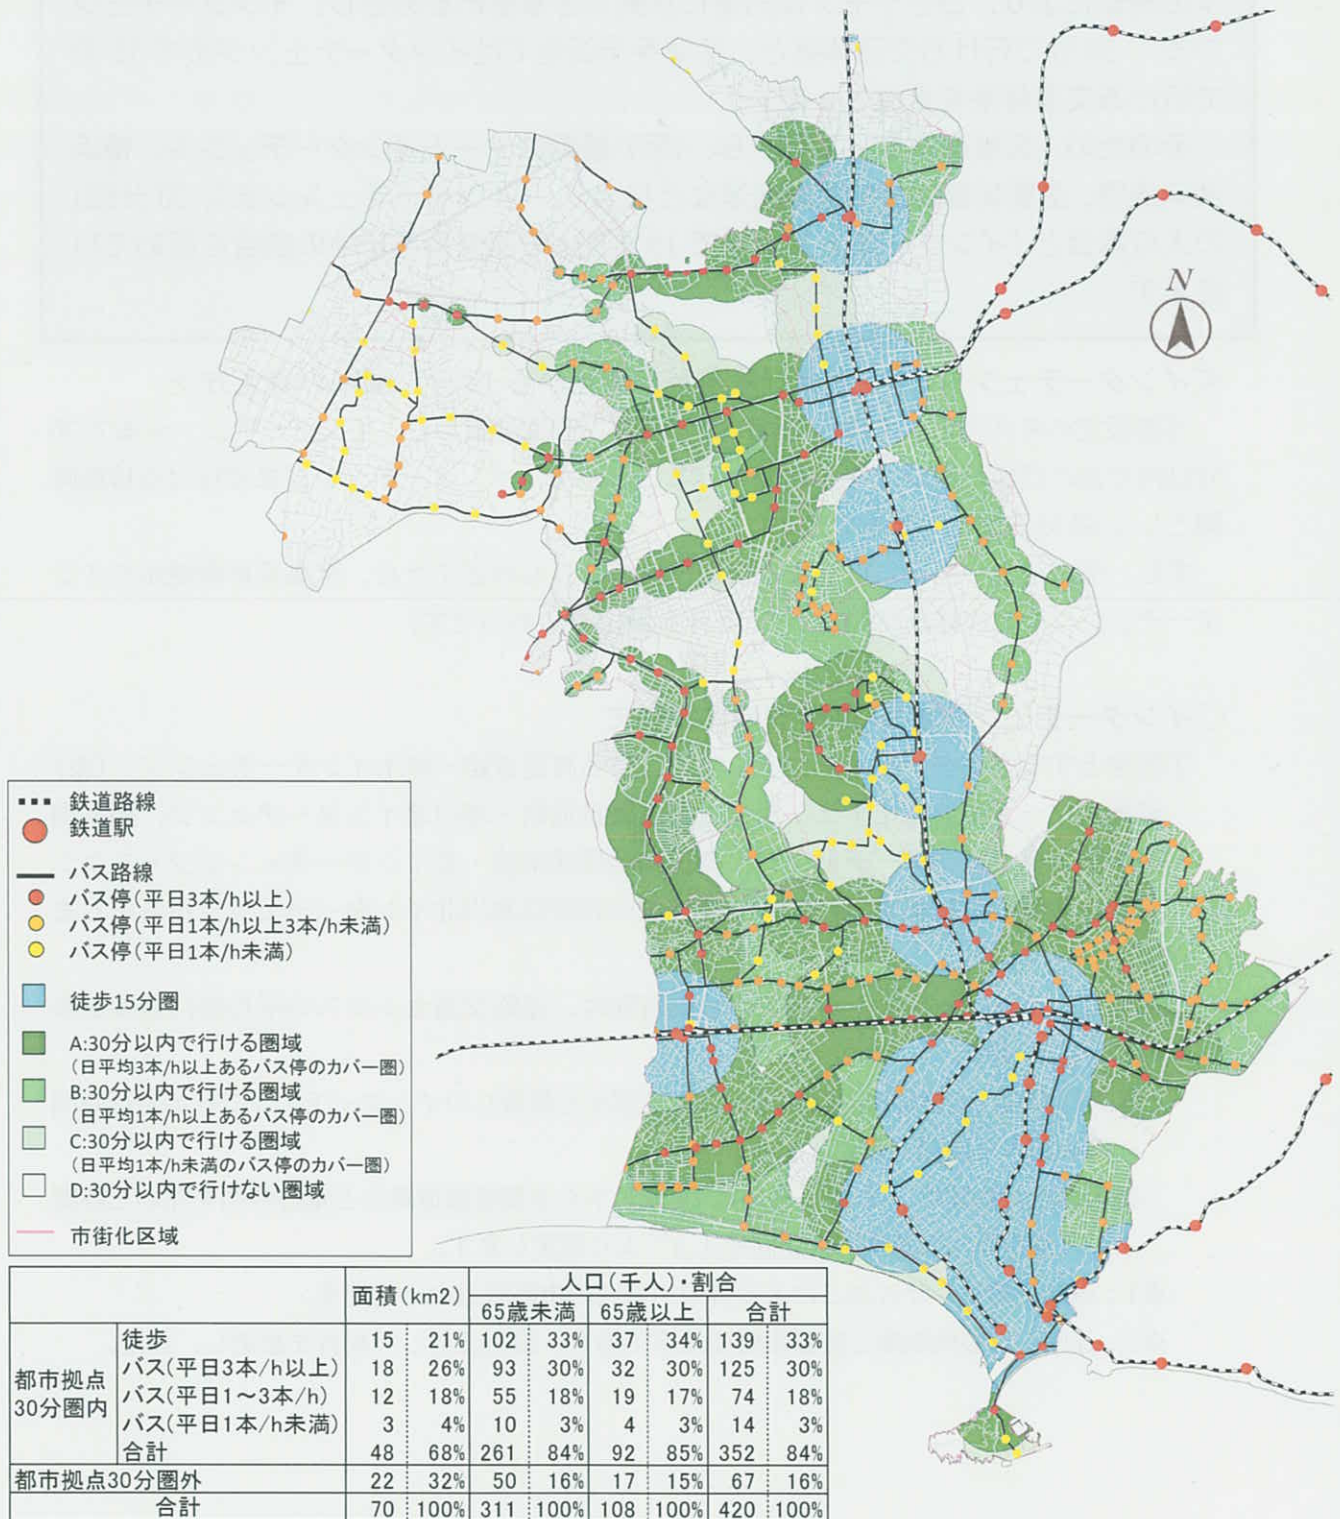 N
鉄道路線
鉄道駅
バス路線
バス停(平日3本/h以上)
バス停(平日1本/h以上3本/h未満)
バス停(平日1本/h未満)
徒歩15分圏
A:30分以内で行ける圏域
(日平均3本/h以上あるバス停のカバー圏)
B:30分以内で行ける圏域
(日平均1本/h以上あるバス停のカバー圏)
C:30分以内で行ける圏域
(日平均1本/h未満のバス停のカバー圏)
D:30分以内で行けない圏域
市街化区域
面積(km2) 人口(千人)・割合
65歳未満 65歳以上 合計
都市拠点30分圏内 徒歩 15 21% 102 33% 37 34% 139 33%
バス(平日3本/h以上) 18 26% 93 30% 32 30% 125 30%
バス(平日1～3本/h) 12 18% 55 18% 19 17% 74 18%
バス(平日1本/h未満) 3 4% 10 3% 4 3% 14 3%
合計 48 68% 261 84% 92 85% 352 84%
都市拠点30分圏外 22 32% 50 16% 17 15% 67 16%
合計 70 100% 311 100% 108 100% 420 100%